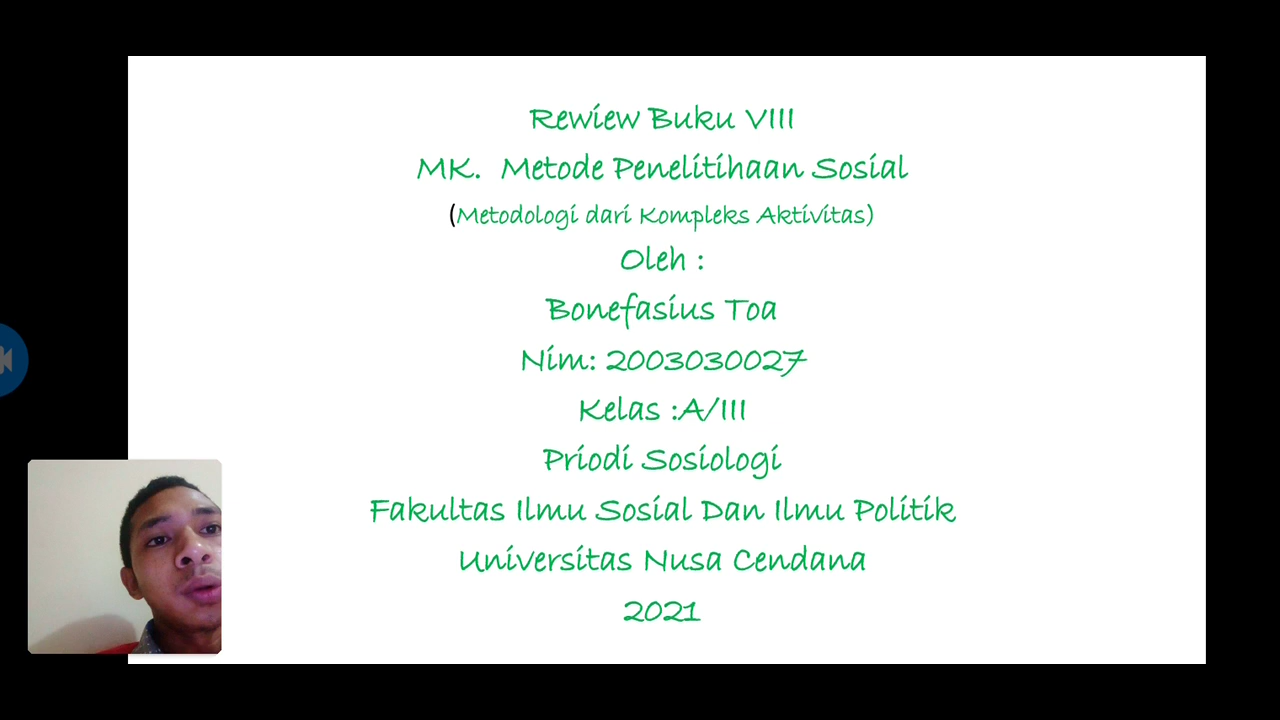 Rewiew Buku VIII
MK. Metode Penelitihaan Sosial
(Metodologi dari Kompleks Aktivitas)
Oleh :
Bonefasius Toa
Nim: 2003030027
Kelas :A/III
Priodi Sosiologi
Fakultas Ilmu Sosial Dan Ilmu Politik
Universitas Nusa Cendana
2021